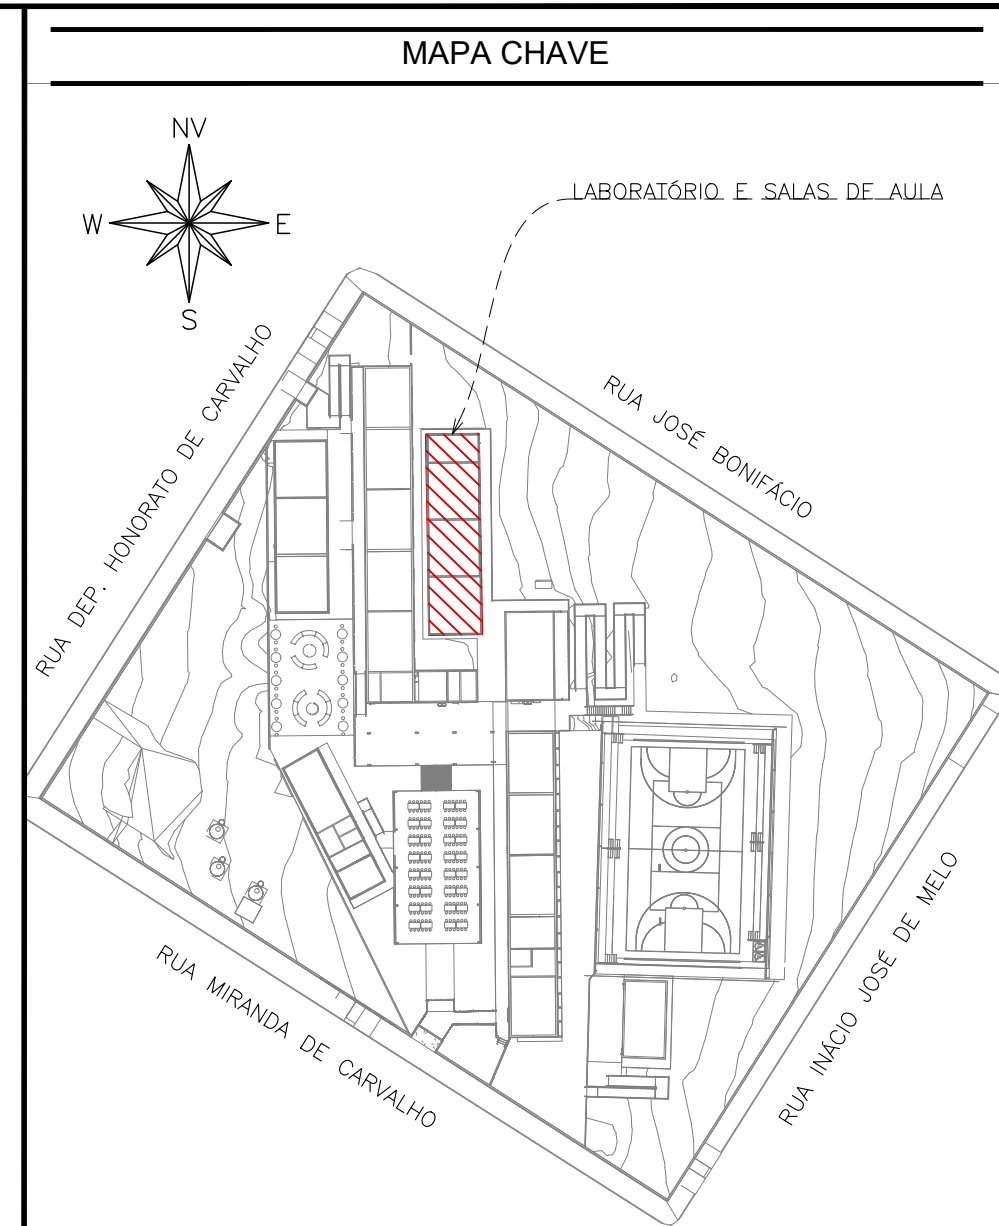 MAPA CHAVE
NV
W
E
S
LABORATÓRIO E SALAS DE AULA
RUA DEP. HONORATO DE CARVALHO
RUA JOSÉ BONIFÁCIO
RUA MIRANDA DE CARVALHO
RUA INÁCIO JOSÉ DE MELO